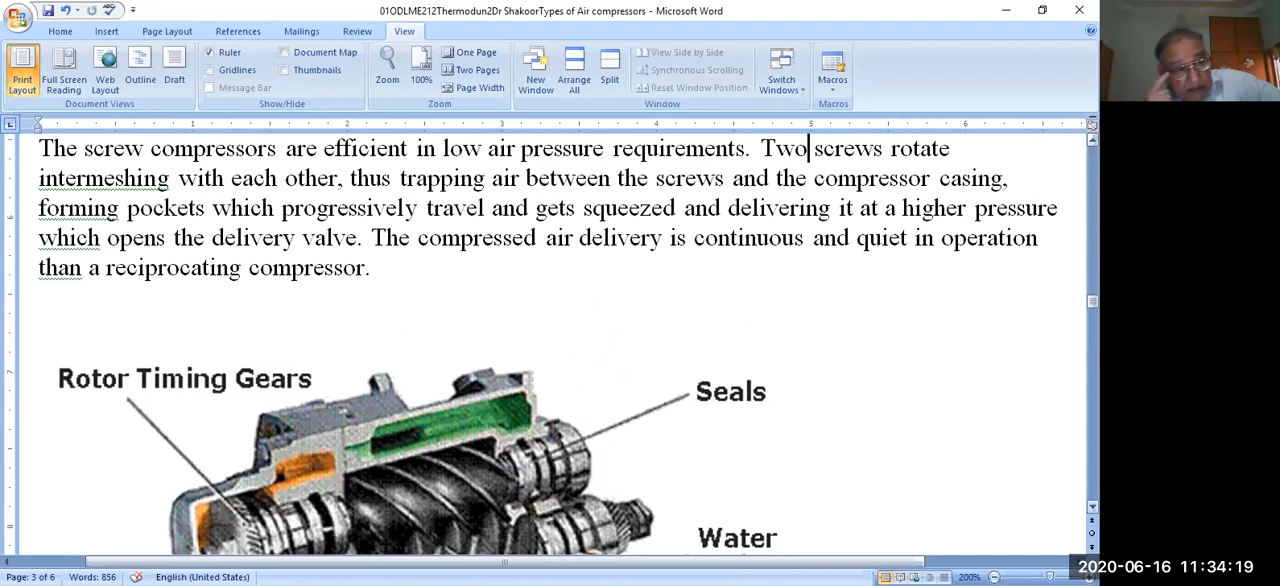 01ODLME212Thermodun2Dr ShakoorTypes of Air compressors - Microsoft Word
Home Insert Page Layout References Mailings Review View
Print Layout Full Screen Reading Web Layout Outline Draft
Document Views
Ruler Document Map
Gridlines Thumbnails
Message Bar
Show/Hide
Zoom 100% One Page
Two Pages
Page Width
Zoom
New Window Arrange All Split
View Side by Side
Synchronous Scrolling
Reset Window Position
Switch Windows
Window
Macros
Macros
1 2 3 4 5 6
The screw compressors are efficient in low air pressure requirements. Two screws rotate
intermeshing with each other, thus trapping air between the screws and the compressor casing,
forming pockets which progressively travel and gets squeezed and delivering it at a higher pressure
which opens the delivery valve. The compressed air delivery is continuous and quiet in operation
than a reciprocating compressor.
Rotor Timing Gears
Seals
Water
Page: 3 of 6 Words: 856 English (United States) 200%
2020-06-16 11:34:19